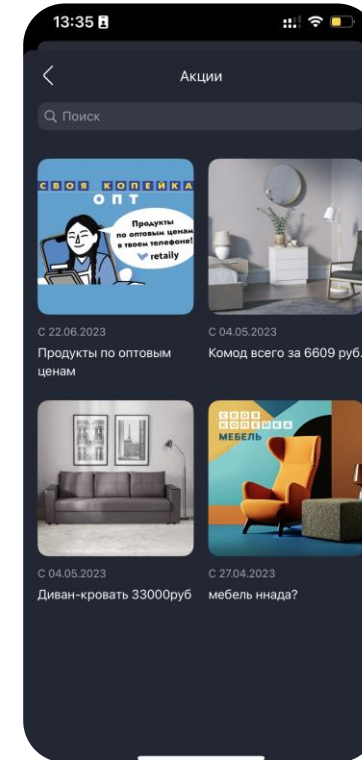 13:35
Акции
Поиск
СВОЯ КОПЕЙКА
ОПТ
Продукты
по оптовым ценам
в твоем телефоне!
retaily
С 22.06.2023
Продукты по оптовым
ценам
С 04.05.2023
Комод всего за 6609 руб.
СВОЯ
КОПЕЙКА
МЕБЕЛЬ
С 04.05.2023
Диван-кровать 33000руб
С 27.04.2023
мебель ннада?